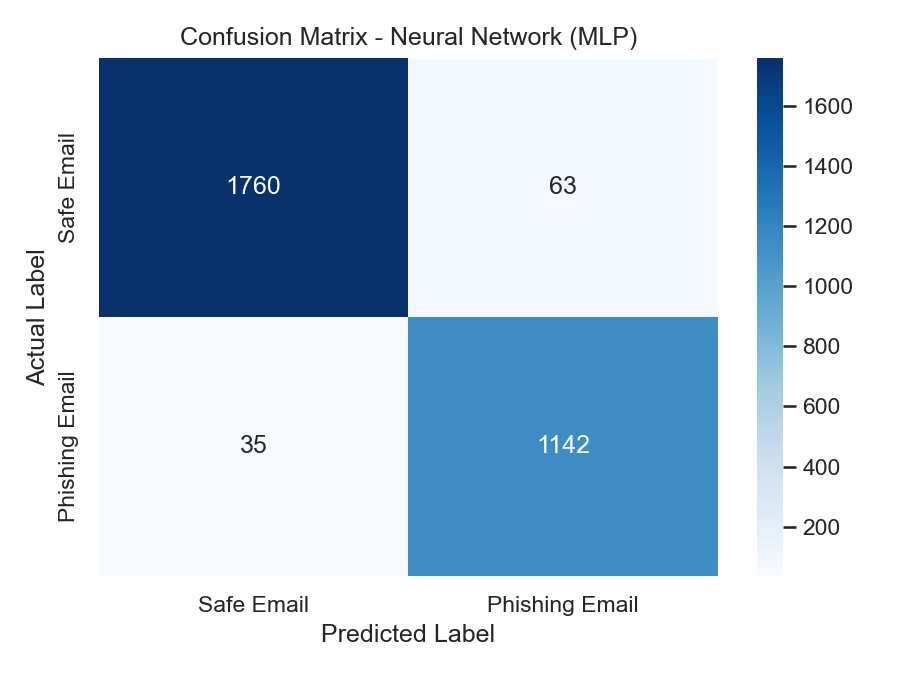 Confusion Matrix - Neural Network (MLP)
Actual Label
Safe Email
Phishing Email
1760
63
35
1142
Safe Email
Phishing Email
Predicted Label
1600
1400
1200
1000
800
600
400
200